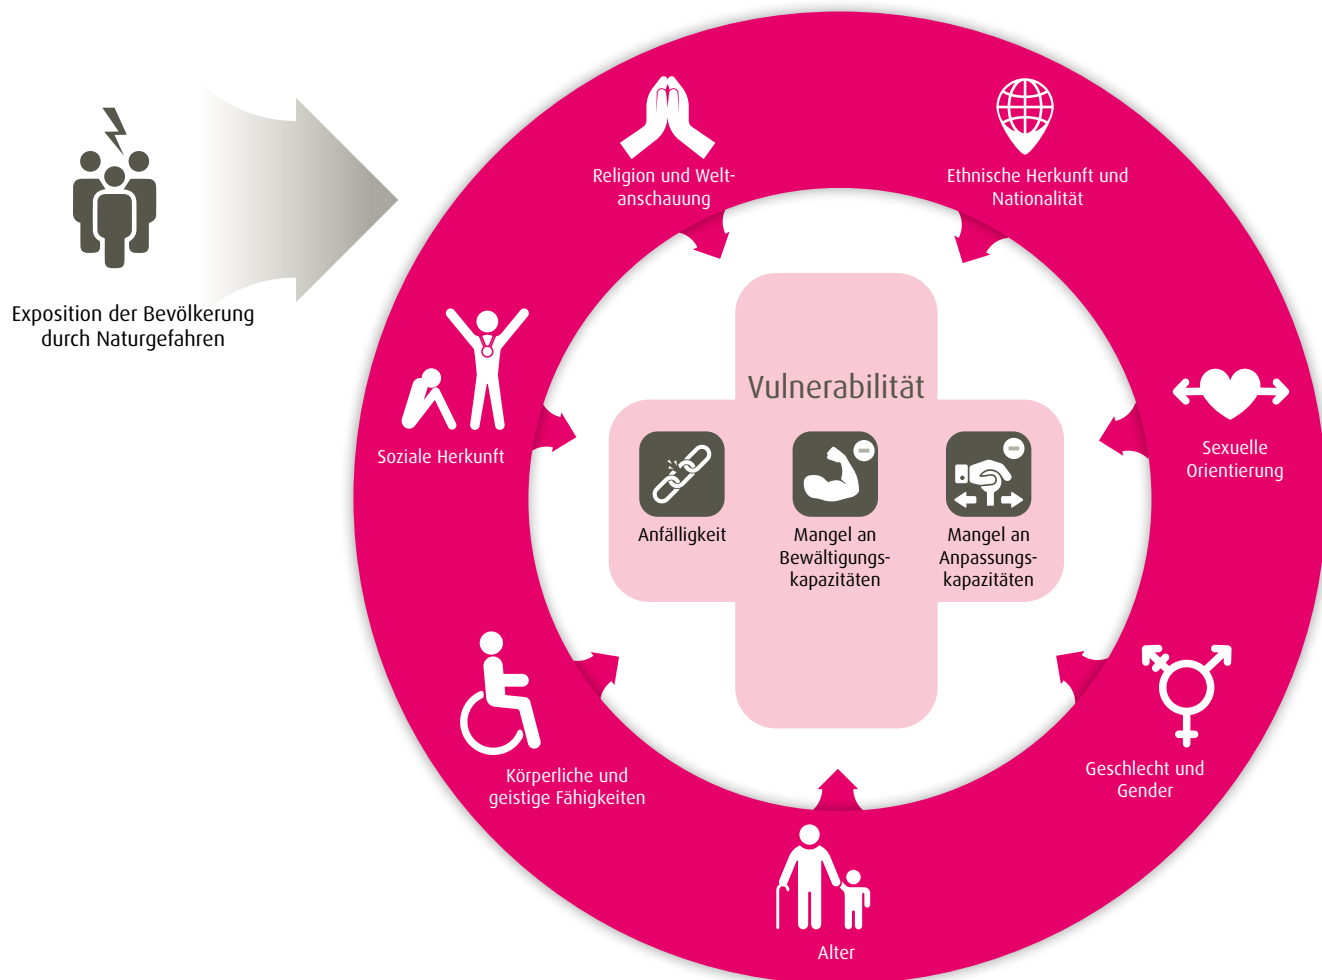 Religion und Welt-
anschauung
Ethnische Herkunft und
Nationalität
Exposition der Bevölkerung
durch Naturgefahren
Vulnerabilität
Soziale Herkunft
Sexuelle
Orientierung
Anfälligkeit
Mangel an
Bewältigungs-
kapazitäten
Mangel an
Anpassungs-
kapazitäten
Körperliche und
geistige Fähigkeiten
Geschlecht und
Gender
Alter